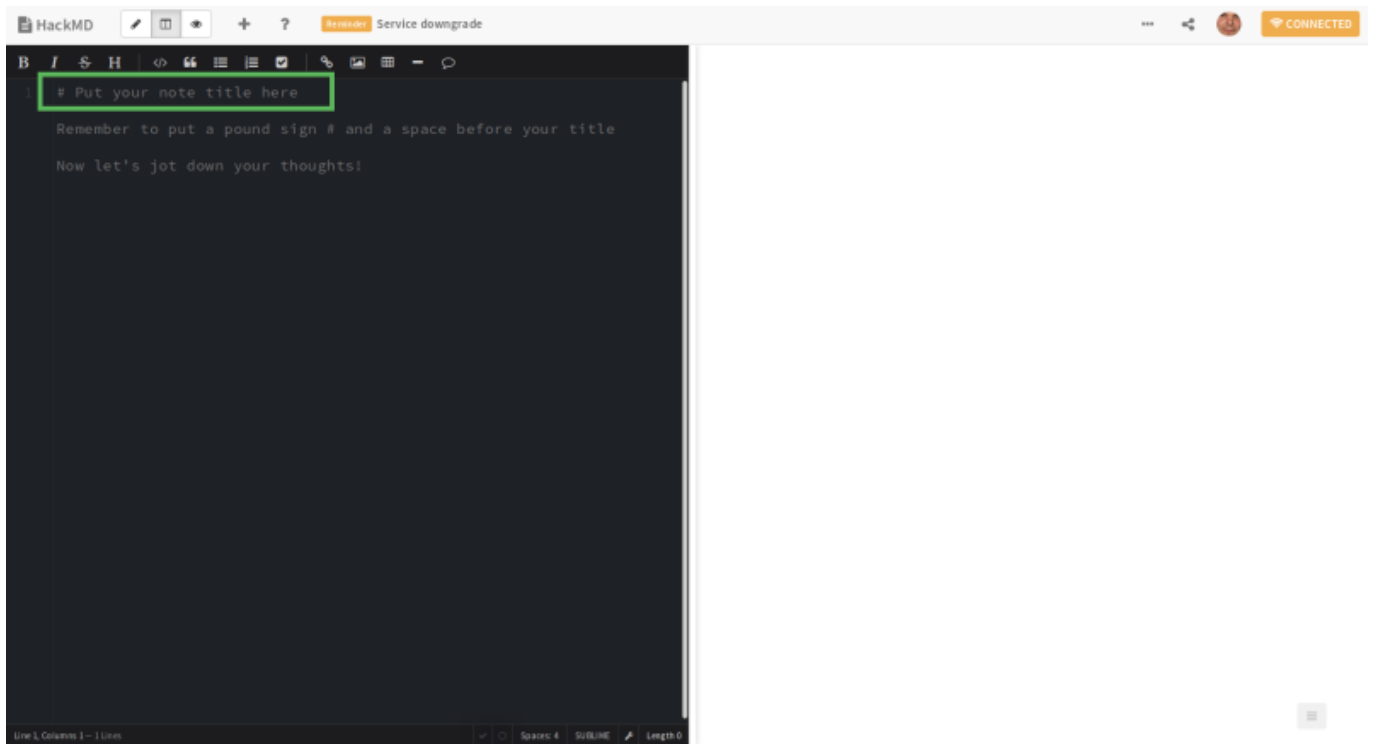 HackMD + ? Reminder Service downgrade CONNECTED
B I S H
1 # Put your note title here
Remember to put a pound sign # and a space before your title
Now let's jot down your thoughts!
Line 1, Columns 1 — 1 Lines Spaces: 4 SUBLIME Length 0